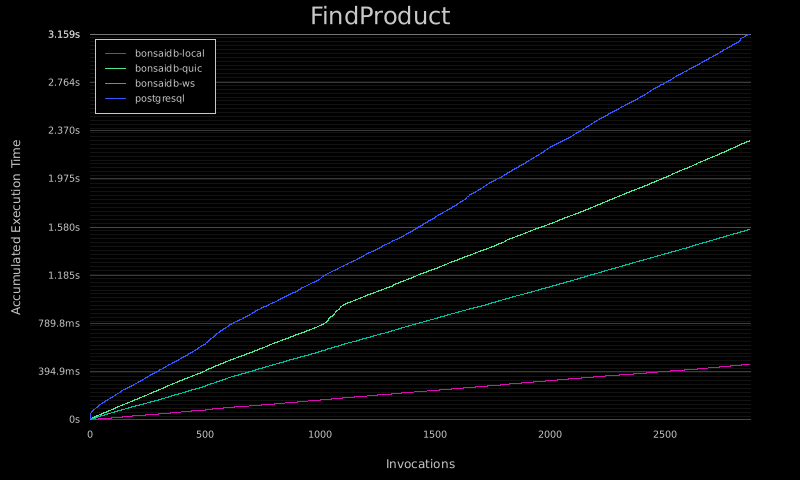 FindProduct
3.159s
2.764s
2.370s
1.975s
1.580s
1.185s
789.8ms
394.9ms
0s
Accumulated Execution Time
bonsaidb-local
bonsaidb-quic
bonsaidb-ws
postgresql
0 500 1000 1500 2000 2500
Invocations